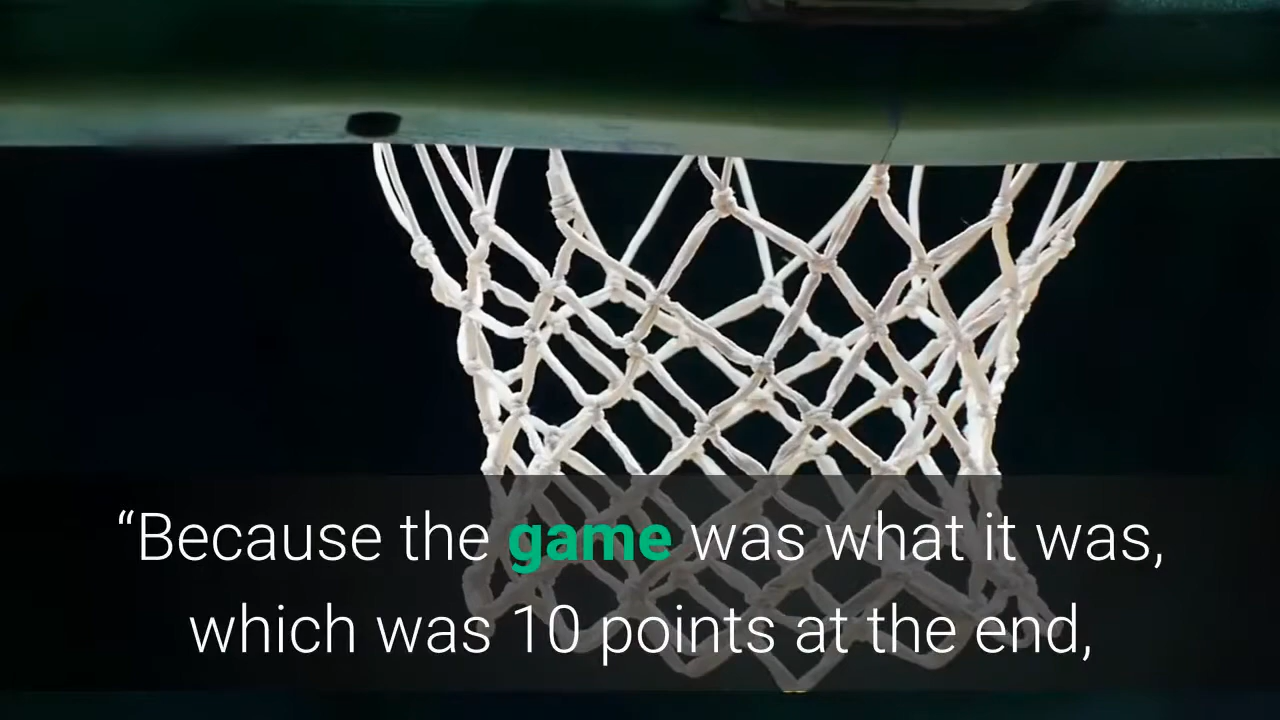 “Because the game was what it was,
which was 10 points at the end,